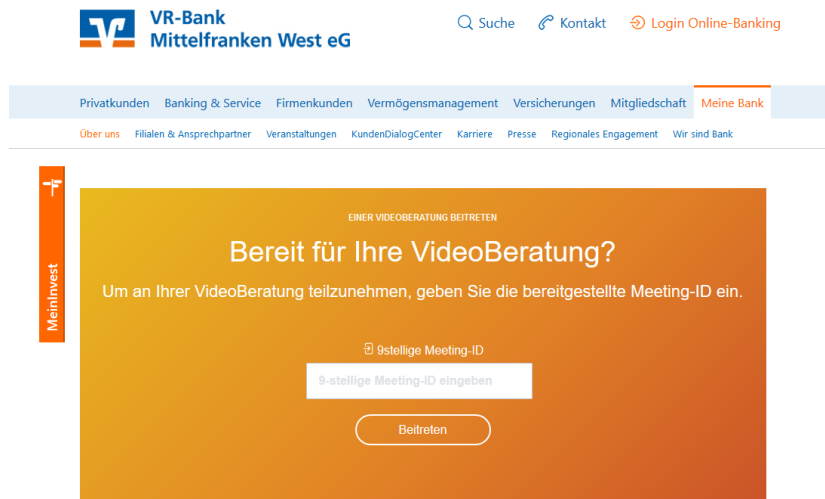 VR-Bank
Mittelfranken West eG
Suche Kontakt Login Online-Banking
Privatkunden Banking & Service Firmenkunden Vermögensmanagement Versicherungen Mitgliedschaft Meine Bank
Über uns Filialen & Ansprechpartner Veranstaltungen KundenDialogCenter Karriere Presse Regionales Engagement Wir sind Bank
MeinInvest
EINER VIDEOBERATUNG BEITRETEN
Bereit für Ihre VideoBeratung?
Um an Ihrer VideoBeratung teilzunehmen, geben Sie die bereitgestellte Meeting-ID ein.
9stellige Meeting-ID
9-stellige Meeting-ID eingeben
Beitreten